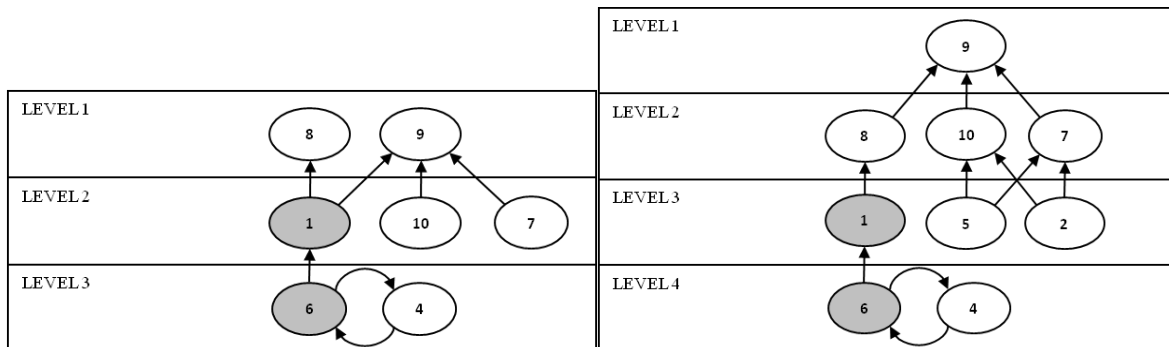 LEVEL 1
8 9
LEVEL 2
1 10 7
LEVEL 3
6 4
LEVEL 1
9
LEVEL 2
8 10 7
LEVEL 3
1 5 2
LEVEL 4
6 4